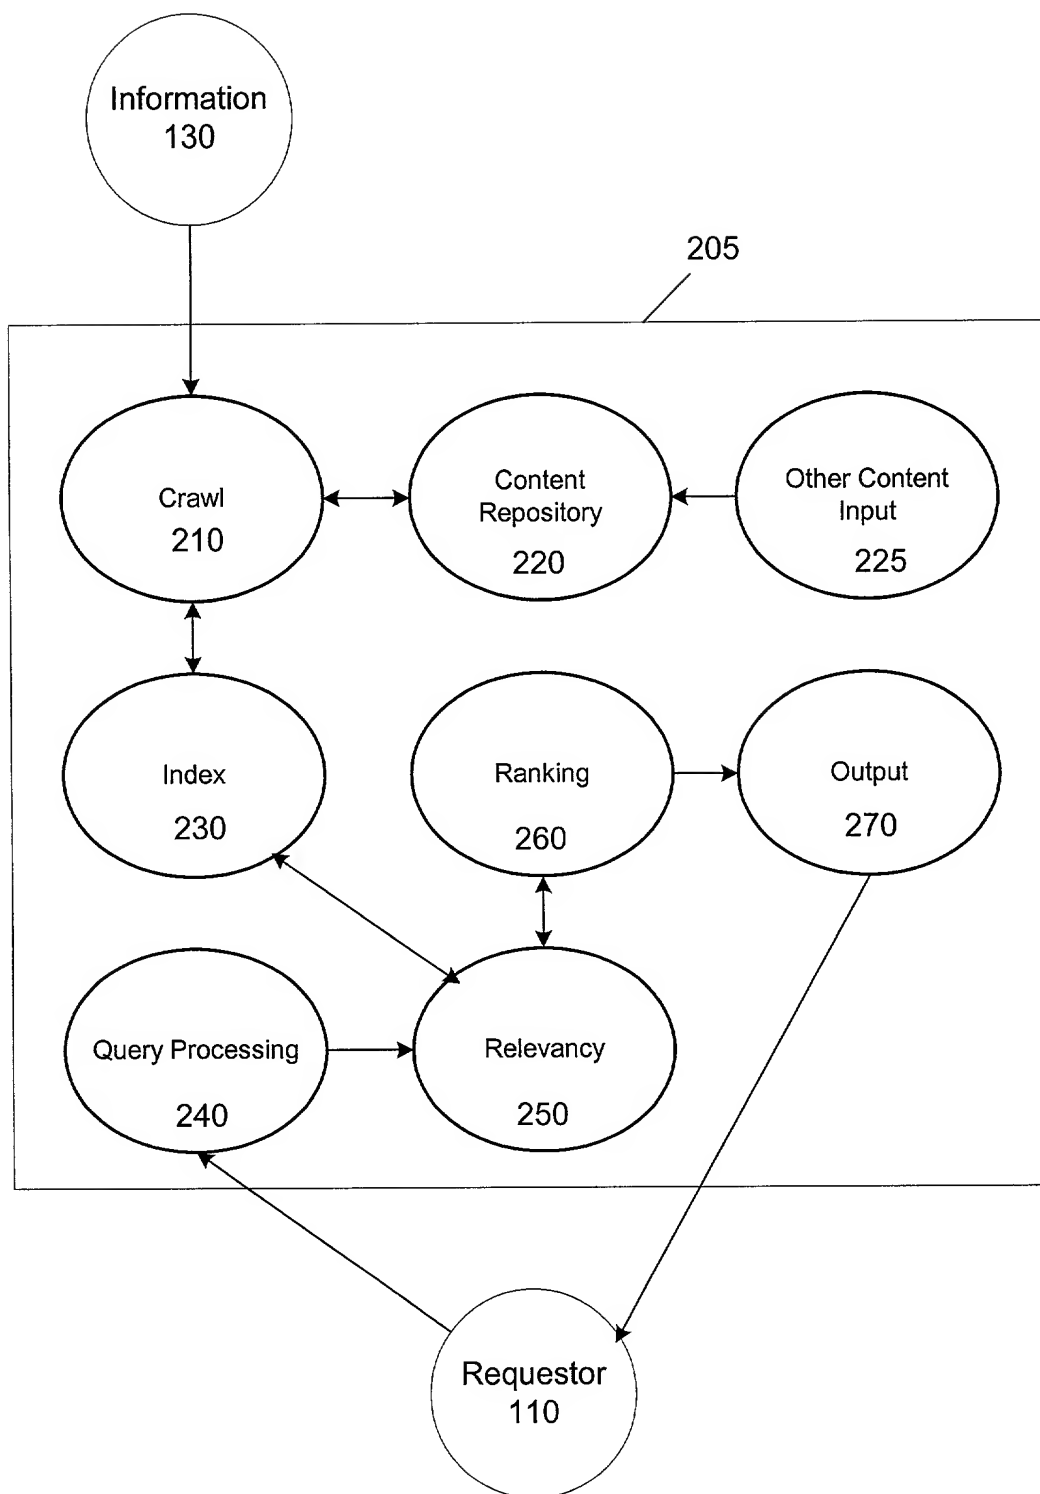 Information
130
205
Crawl
210
Content
Repository
220
Other Content
Input
225
Index
230
Ranking
260
Output
270
Query Processing
240
Relevancy
250
Requestor
110